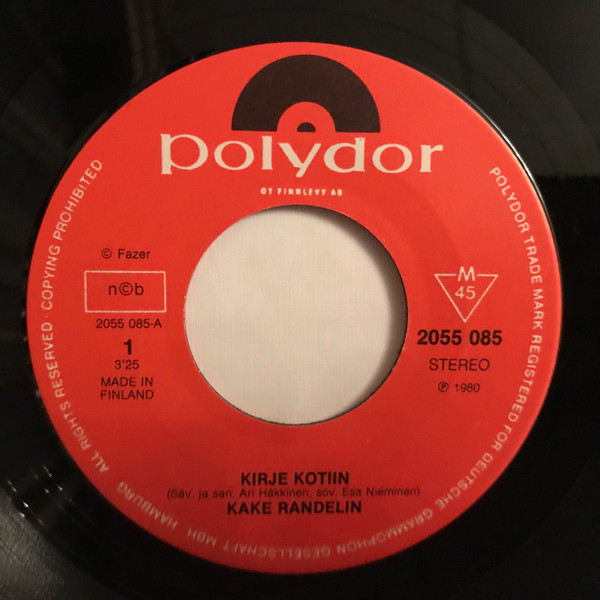 polydor
OY FINNLEVY AB
© Fazer
n©b
2055 085-A
1
3'25
MADE IN
FINLAND
M
45
2055 085
STEREO
℗ 1980
KIRJE KOTIIN
(Säv. ja san. Ari Häkkinen, sov. Esa Nieminen)
KAKE RANDELIN
POLYDOR TRADE MARK REGISTERED FOR DEUTSCHE GRAMMOPHON GESELLSCHAFT MBH · HAMBURG ALL RIGHTS RESERVED · COPYING PROHIBITED